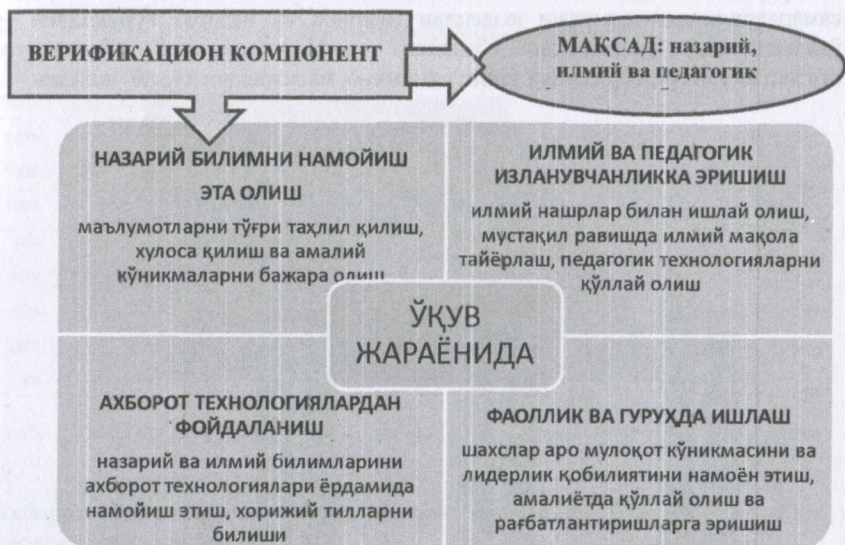 ВЕРИФИКАЦИОН КОМПОНЕНТ
МАҚСАД: назарий,
илмий ва педагогик
НАЗАРИЙ БИЛИМНИ НАМОЙИШ
ЭТА ОЛИШ
маълумотларни тўғри таҳлил қилиш,
хулоса қилиш ва амалий
кўникмаларни бажара олиш
ИЛМИЙ ВА ПЕДАГОГИК
ИЗЛАНУВЧАНЛИККА ЭРИШИШ
илмий нашрлар билан ишлай олиш,
мустақил равишда илмий мақола
тайёрлаш, педагогик технологияларни
қўллай олиш
ЎҚУВ
ЖАРАЁНИДА
АХБОРОТ ТЕХНОЛОГИЯЛАРДАН
ФОЙДАЛАНИШ
назарий ва илмий билимларини
ахборот технологиялари ёрдамида
намойиш этиш, хорижий тилларни
билиши
ФАОЛЛИК ВА ГУРУҲДА ИШЛАШ
шахслар аро мулоқот кўникмасини ва
лидерлик қобилиятини намоён этиш,
амалиётда қўллай олиш ва
рағбатлантиришларга эришиш